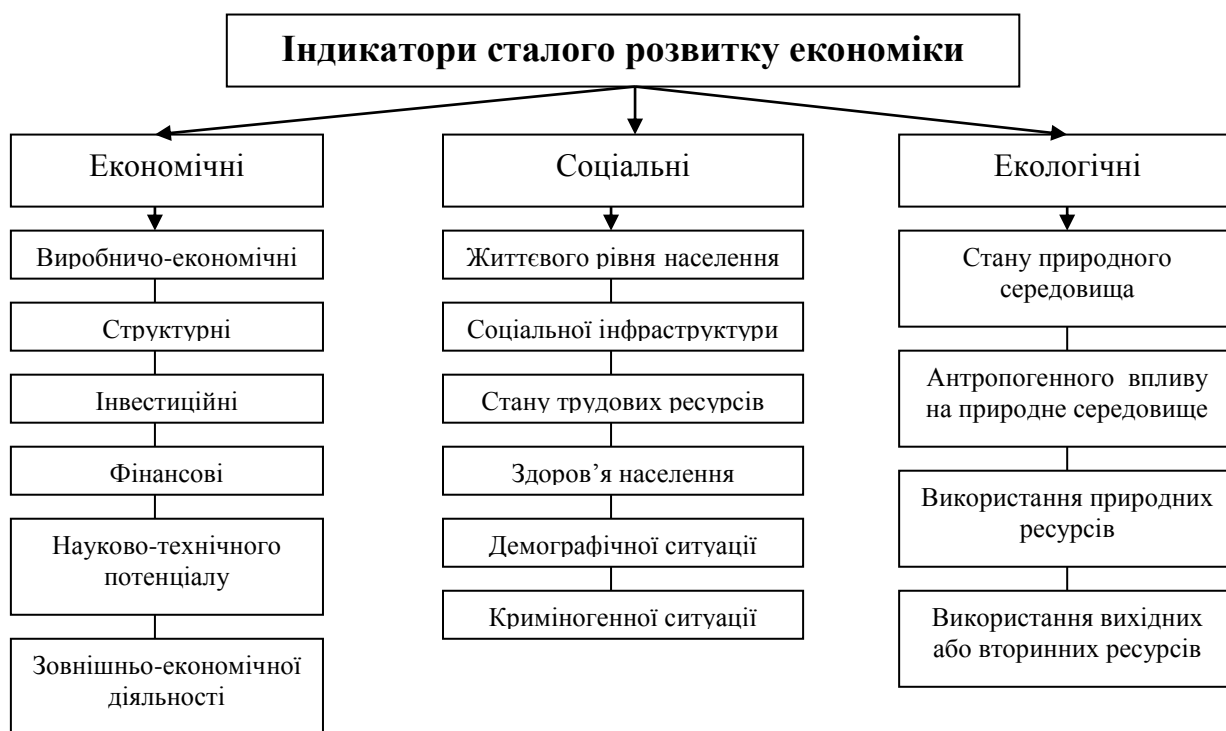 Індикатори сталого розвитку економіки
Економічні
Виробничо-економічні
Структурні
Інвестиційні
Фінансові
Науково-технічного
потенціалу
Зовнішньо-економічної
діяльності
Соціальні
Життєвого рівня населення
Соціальної інфраструктури
Стану трудових ресурсів
Здоров’я населення
Демографічної ситуації
Криміногенної ситуації
Екологічні
Стану природного
середовища
Антропогенного впливу
на природне середовище
Використання природних
ресурсів
Використання вихідних
або вторинних ресурсів